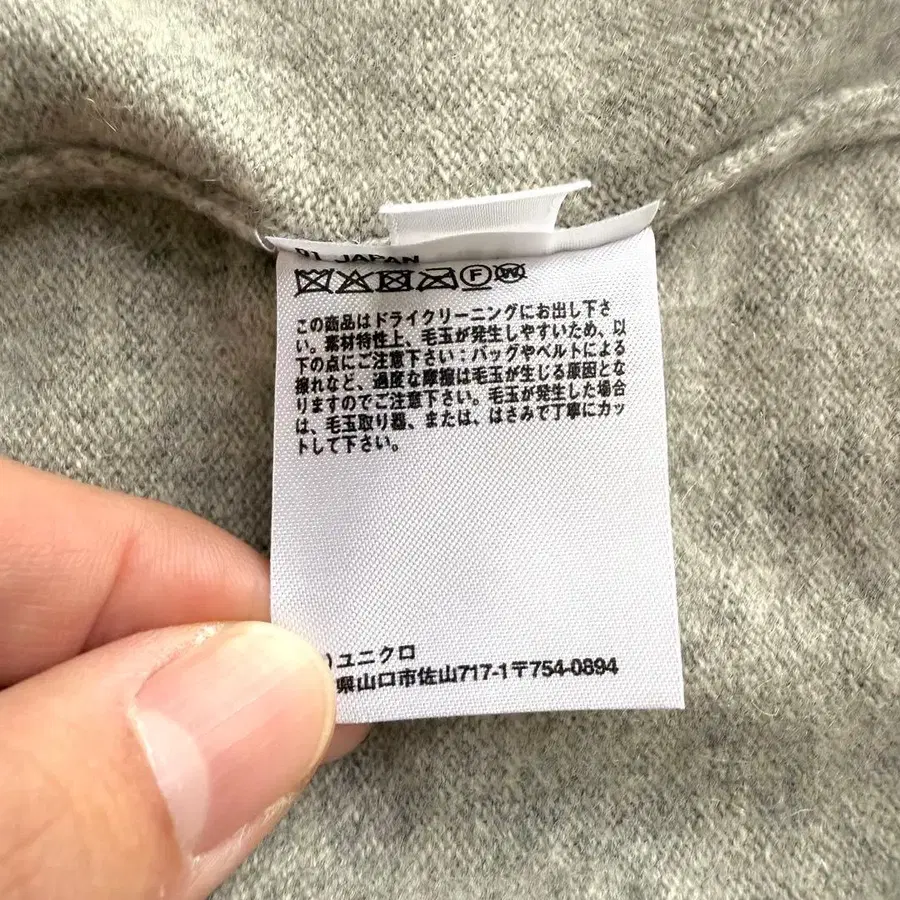 01 JAPAN
F W
この商品はドライクリーニングにお出し下さ
い。素材特性上、毛玉が発生しやすいため、以
下の点にご注意下さい：バッグやベルトによる
擦れなど、過度な摩擦は毛玉が生じる原因とな
りますのでご注意下さい。毛玉が発生した場合
は、毛玉取り器、または、はさみで丁寧にカッ
トして下さい。
)ユニクロ
県山口市佐山717-1〒754-0894